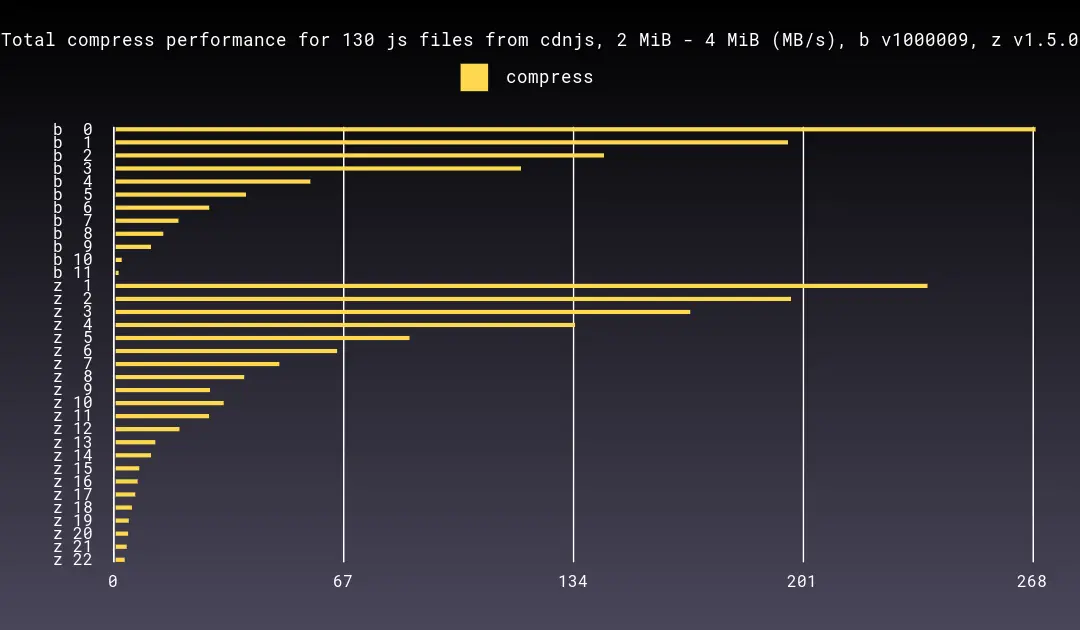 Total compress performance for 130 js files from cdnjs, 2 MiB - 4 MiB (MB/s), b v1000009, z v1.5.0
compress
b 0
b 1
b 2
b 3
b 4
b 5
b 6
b 7
b 8
b 9
b 10
b 11
z 1
z 2
z 3
z 4
z 5
z 6
z 7
z 8
z 9
z 10
z 11
z 12
z 13
z 14
z 15
z 16
z 17
z 18
z 19
z 20
z 21
z 22
0 67 134 201 268